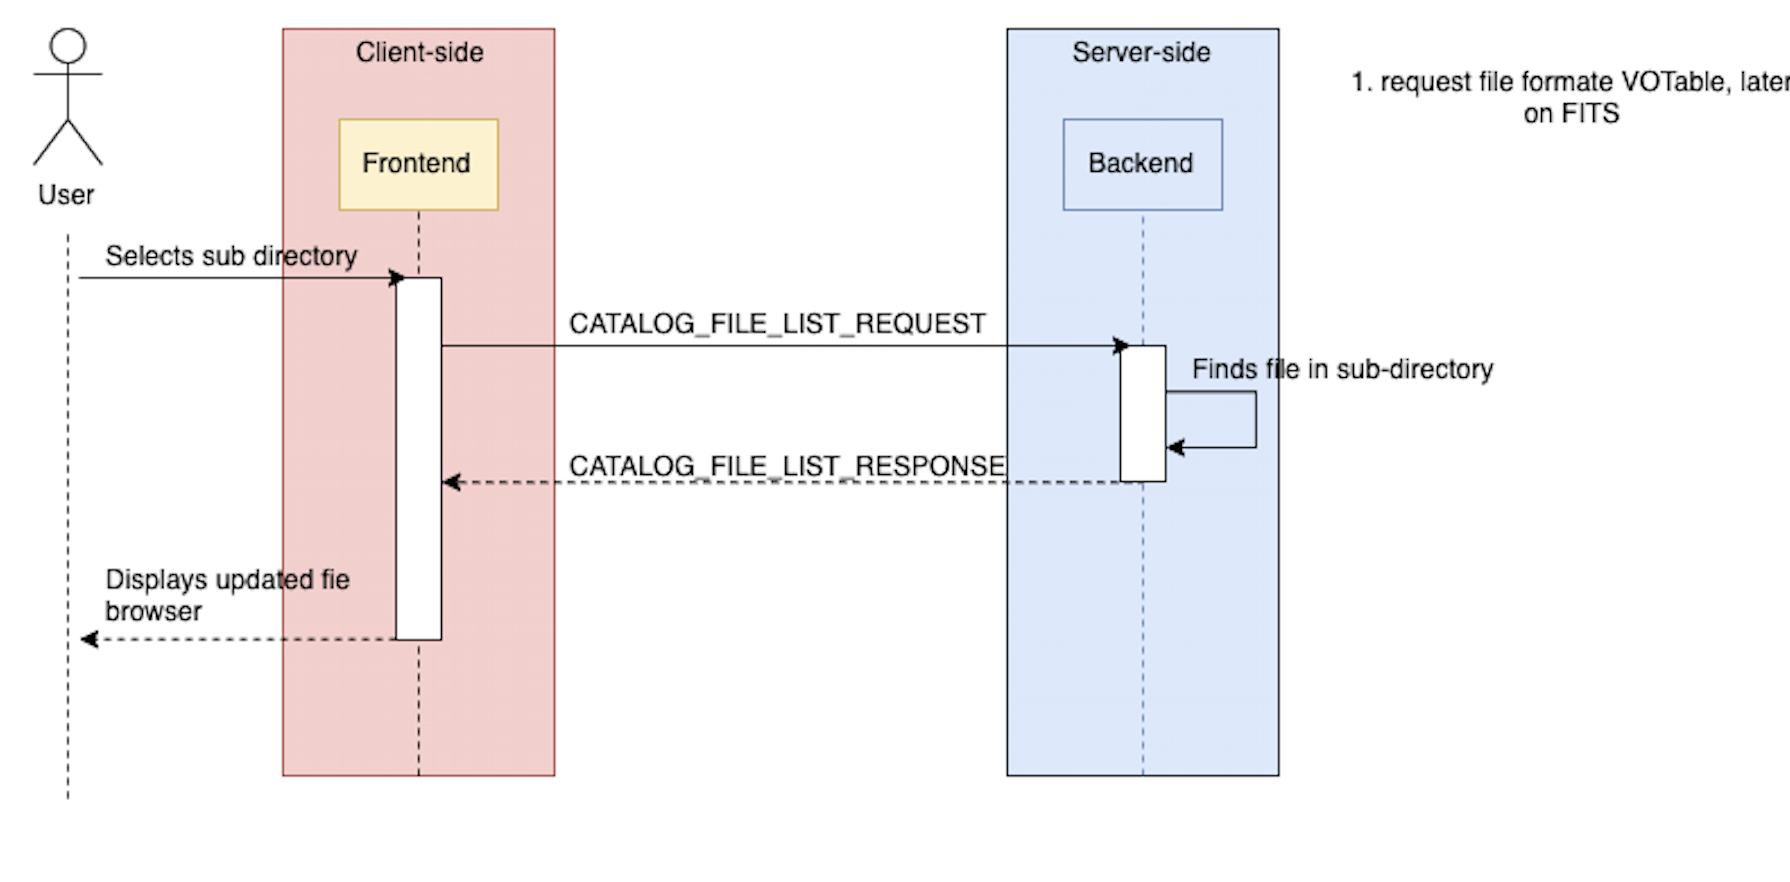 Client-side
Server-side
1. request file formate VOTable, later
on FITS
Frontend
Backend
User
Selects sub directory
CATALOG_FILE_LIST_REQUEST
Finds file in sub-directory
CATALOG_FILE_LIST_RESPONSE
Displays updated fie
browser